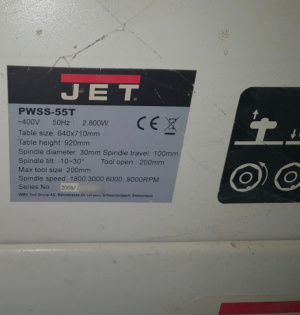 JET
PWSS-55T
~400V 50Hz 2,800W
Table size: 640x710mm
Table height: 920mm
Spindle diameter: 30mm Spindle travel: 100mm
Spindle tilt: -10~30° Tool open: 200mm
Max tool size: 200mm
Spindle speed: 1800,3000,6000, 9000RPM
Series No.: